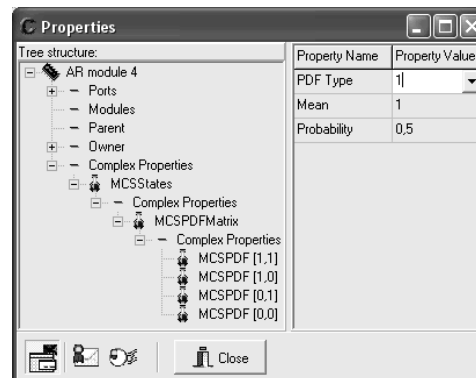 Properties
Tree structure:
AR module 4
Ports
Modules
Parent
Owner
Complex Properties
MCSStates
Complex Properties
MCSPDFMatrix
Complex Properties
MCSPDF [1,1]
MCSPDF [1,0]
MCSPDF [0,1]
MCSPDF [0,0]
Property Name Property Value
PDF Type 1
Mean 1
Probability 0,5
Close